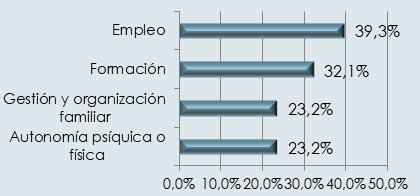 Empleo
39,3%
Formación
32,1%
Gestión y organización
familiar
23,2%
Autonomía psíquica o
física
23,2%
0,0% 10,0% 20,0% 30,0% 40,0% 50,0%